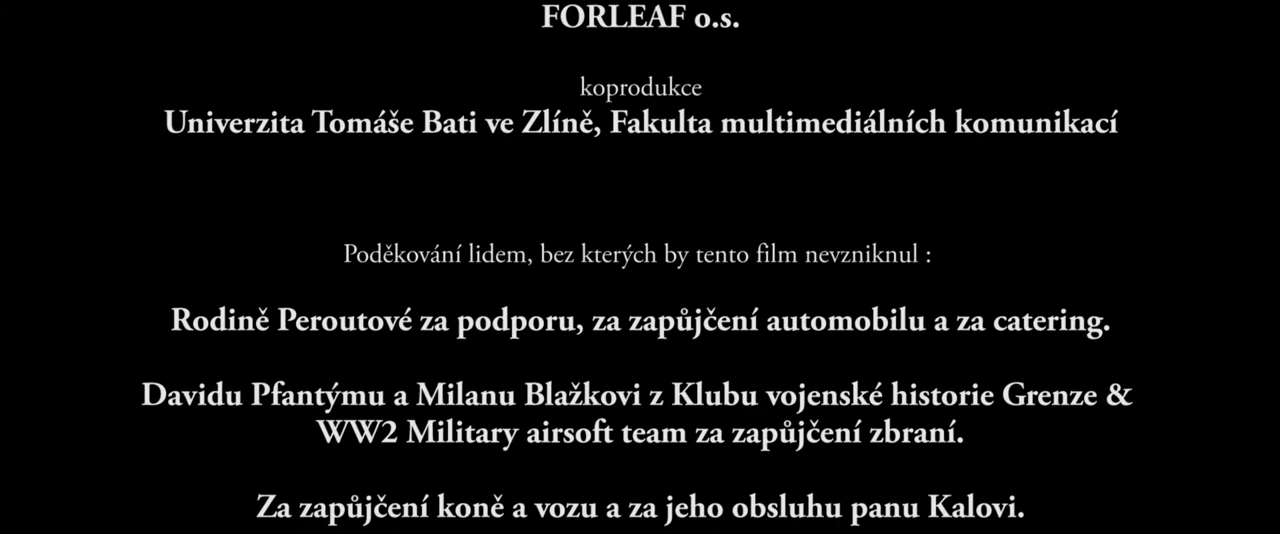 FORLEAF o.s.
koprodukce
Univerzita Tomáše Bati ve Zlíně, Fakulta multimediálních komunikací
Poděkování lidem, bez kterých by tento film nevzniknul :
Rodině Peroutové za podporu, za zapůjčení automobilu a za catering.
Davidu Pfantýmu a Milanu Blažkovi z Klubu vojenské historie Grenze &
WW2 Military airsoft team za zapůjčení zbraní.
Za zapůjčení koně a vozu a za jeho obsluhu panu Kalovi.